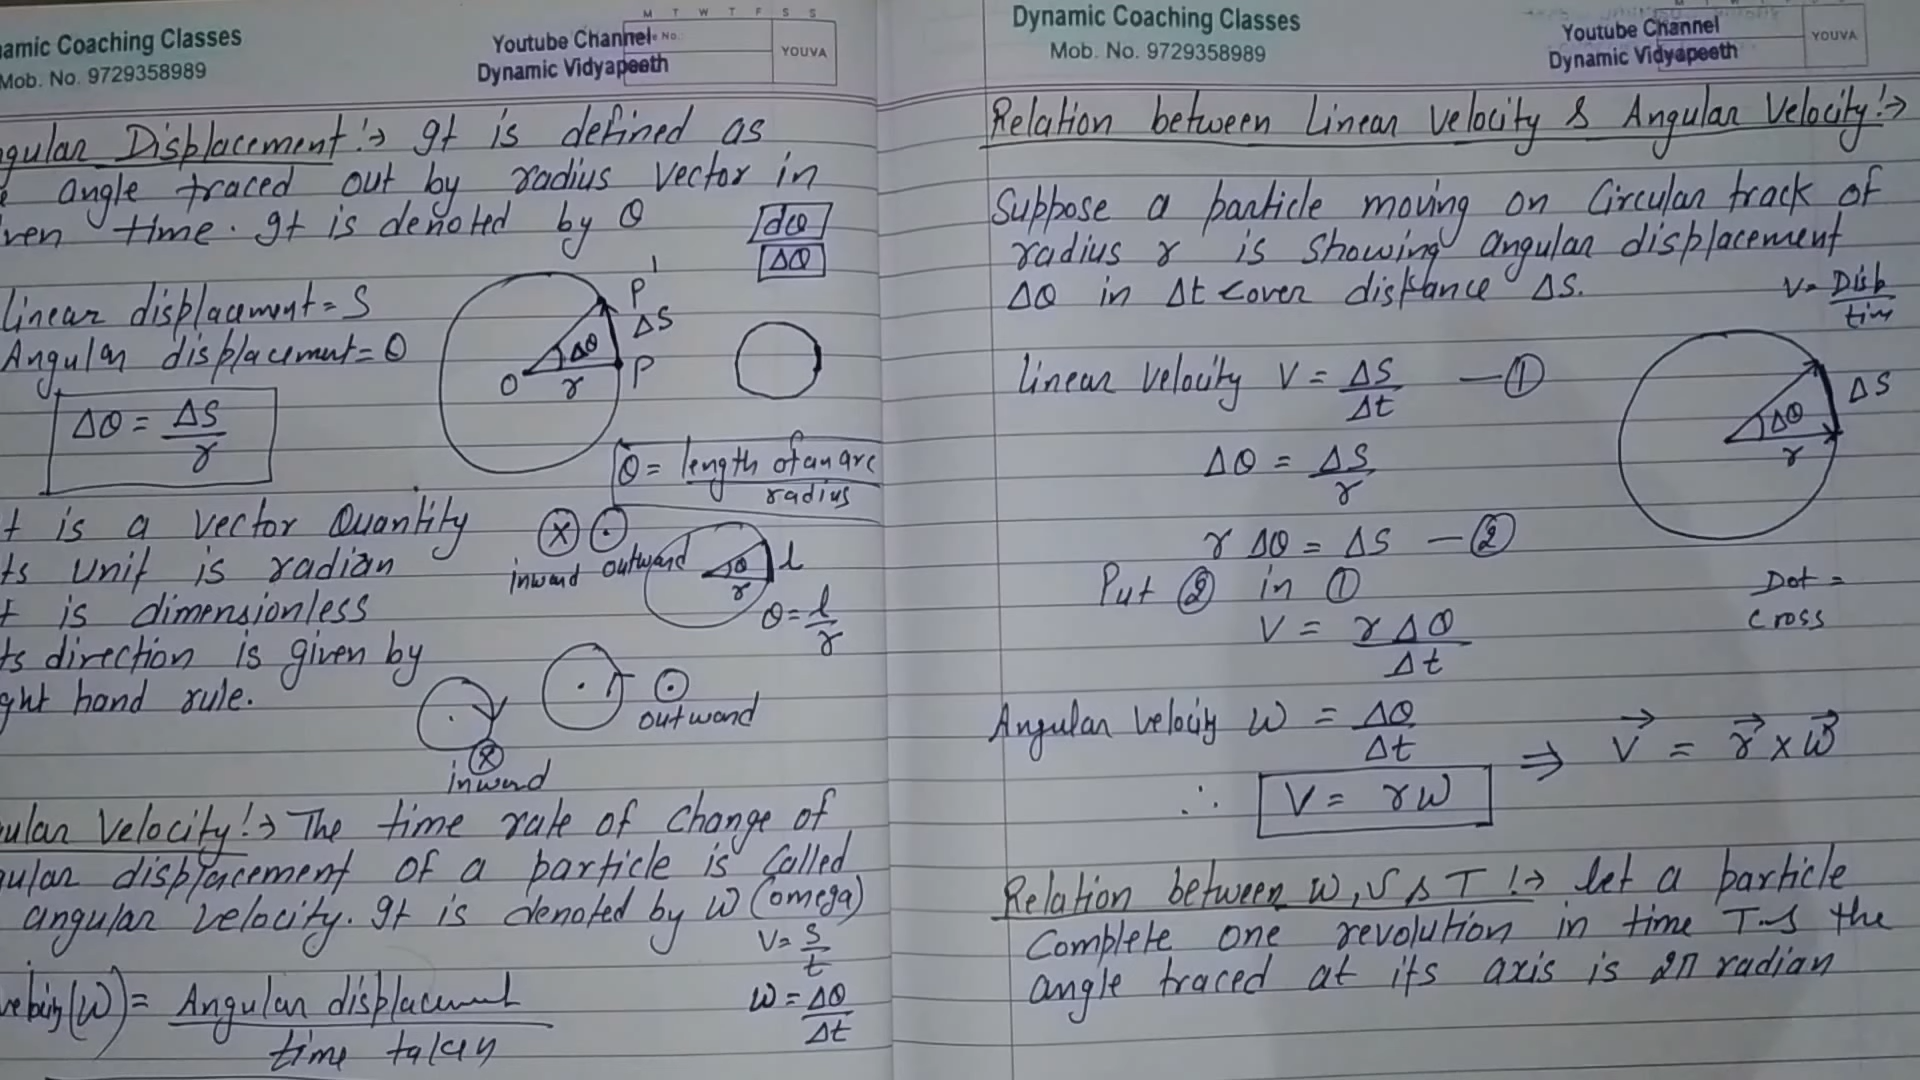 amic Coaching Classes
Mob. No. 9729358989
M T W T F S S
Youtube Channel
Dynamic Vidyapeeth
YOUVA
gular Displacement :→ It is defined as
angle traced out by radius vector in
ven time. It is denoted by θ
dθ
Δθ
linear displacement = S
Angular displacement = θ
Δθ = ΔS/r
P'
ΔS
Δθ
O
r
P
θ = length of an arc/radius
t is a vector Quantity
ts unit is radian
t is dimensionless
ts direction is given by
ght hand rule.
X
inward
outward
θ
r
l
θ = l/r
outward
inward
ular Velocity :→ The time rate of change of
gular displacement of a particle is called
angular velocity. It is denoted by W (omega)
V = S/t
velocity (W) = Angular displacement/time taken
W = Δθ/Δt
Dynamic Coaching Classes
Mob. No. 9729358989
Youtube Channel
Dynamic Vidyapeeth
YOUVA
Relation between Linear Velocity & Angular Velocity :→
Suppose a particle moving on Circular track of
radius r is showing angular displacement
Δθ in Δt cover distance ΔS.
V = Disp/time
linear Velocity V = ΔS/Δt —①
Δθ
r
ΔS
Δθ = ΔS/r
r Δθ = ΔS —②
Put ② in ①
V = r Δθ/Δt
Dot =
Cross
Angular Velocity W = Δθ/Δt
∴ V = rW ⇒ V⃗ = r⃗ × W⃗
Relation between W, ν & T :→ let a particle
Complete one revolution in time T → the
angle traced at its axis is 2π radian